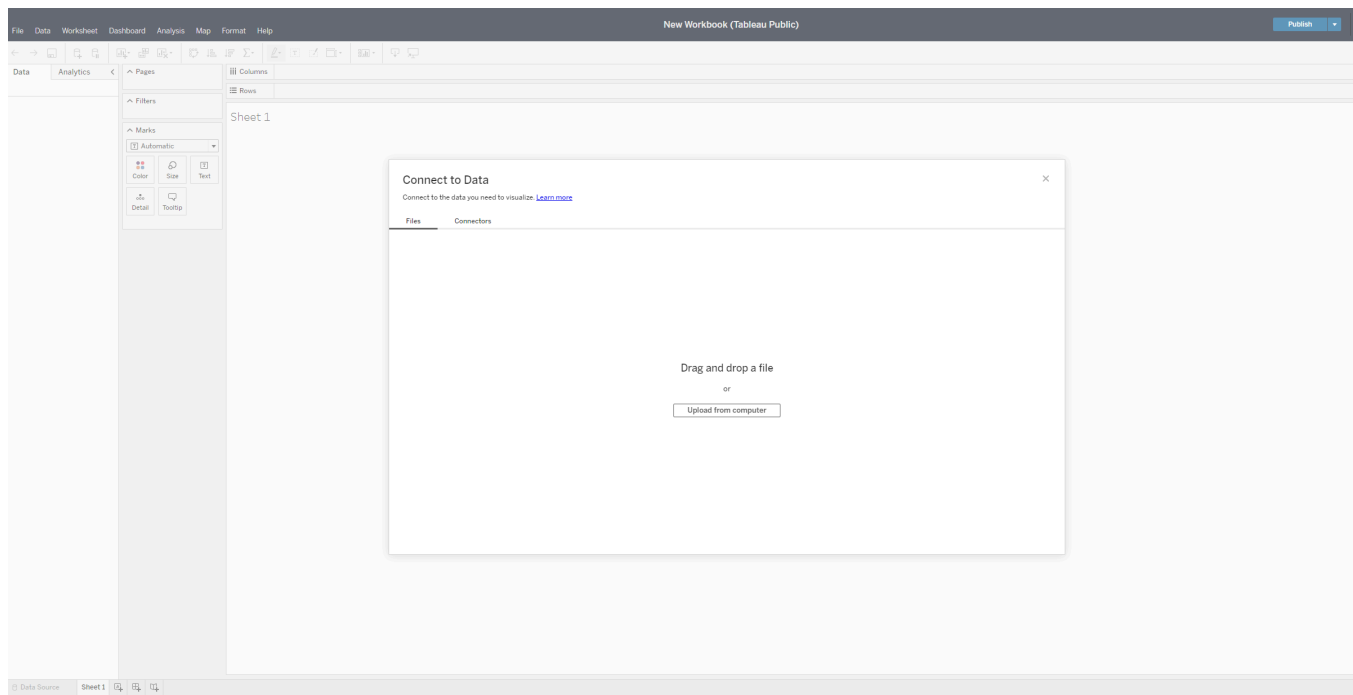 New Workbook (Tableau Public)
Publish
File Data Worksheet Dashboard Analysis Map Format Help
Data Analytics
Pages
Columns
Rows
Filters
Sheet 1
Marks
Automatic
Color Size Text
Detail Tooltip
Connect to Data
Connect to the data you need to visualize. Learn more
Files Connectors
Drag and drop a file
or
Upload from computer
Data Source Sheet 1